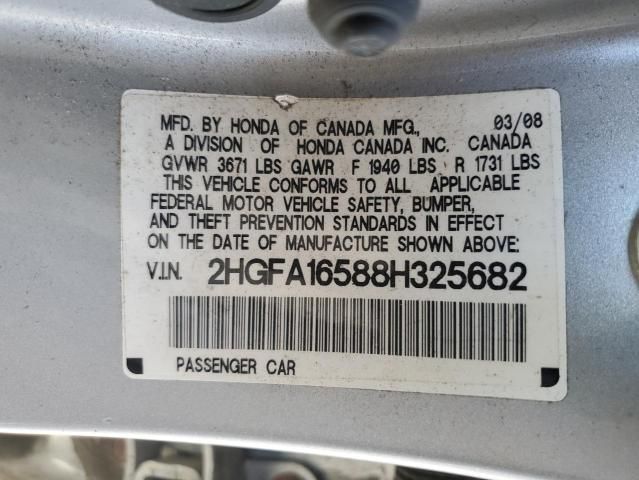 MFD. BY HONDA OF CANADA MFG., 03/08
A DIVISION OF HONDA CANADA INC. CANADA
GVWR 3671 LBS GAWR F 1940 LBS R 1731 LBS
THIS VEHICLE CONFORMS TO ALL APPLICABLE
FEDERAL MOTOR VEHICLE SAFETY, BUMPER,
AND THEFT PREVENTION STANDARDS IN EFFECT
ON THE DATE OF MANUFACTURE SHOWN ABOVE:
V.I.N. 2HGFA16588H325682
PASSENGER CAR